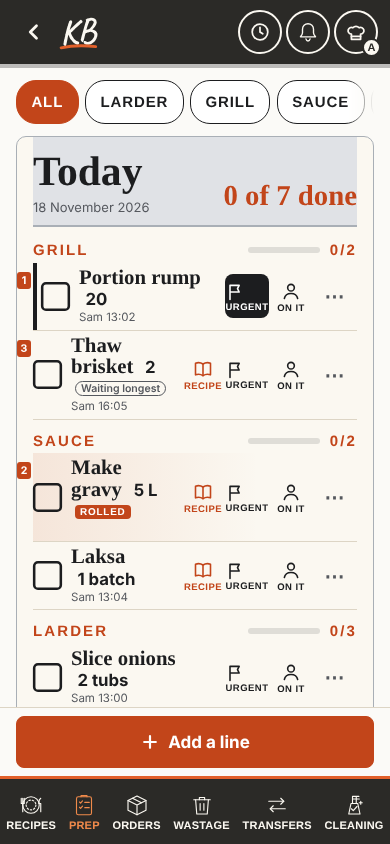 KB
A
ALL LARDER GRILL SAUCE
Today
18 November 2026
0 of 7 done
GRILL 0/2
1
Portion rump
20
Sam 13:02
URGENT ON IT ...
3
Thaw
brisket 2
Waiting longest
Sam 16:05
RECIPE URGENT ON IT ...
SAUCE 0/2
2
Make
gravy 5 L
ROLLED
RECIPE URGENT ON IT ...
Laksa
1 batch
Sam 13:04
RECIPE URGENT ON IT ...
LARDER 0/3
Slice onions
2 tubs
Sam 13:00
URGENT ON IT ...
+ Add a line
RECIPES PREP ORDERS WASTAGE TRANSFERS CLEANING